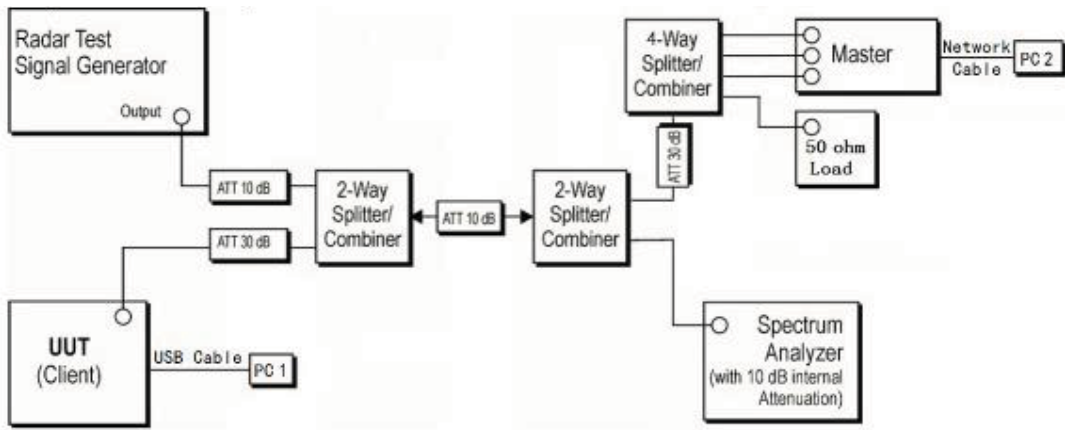 Radar Test
Signal Generator
Output
ATT 10 dB
ATT 30 dB
2-Way
Splitter/
Combiner
ATT 10 dB
2-Way
Splitter/
Combiner
ATT 30 dB
4-Way
Splitter/
Combiner
Master
Network
Cable
PC 2
50 ohm
Load
UUT
(Client)
USB Cable
PC 1
Spectrum
Analyzer
(with 10 dB internal
Attenuation)